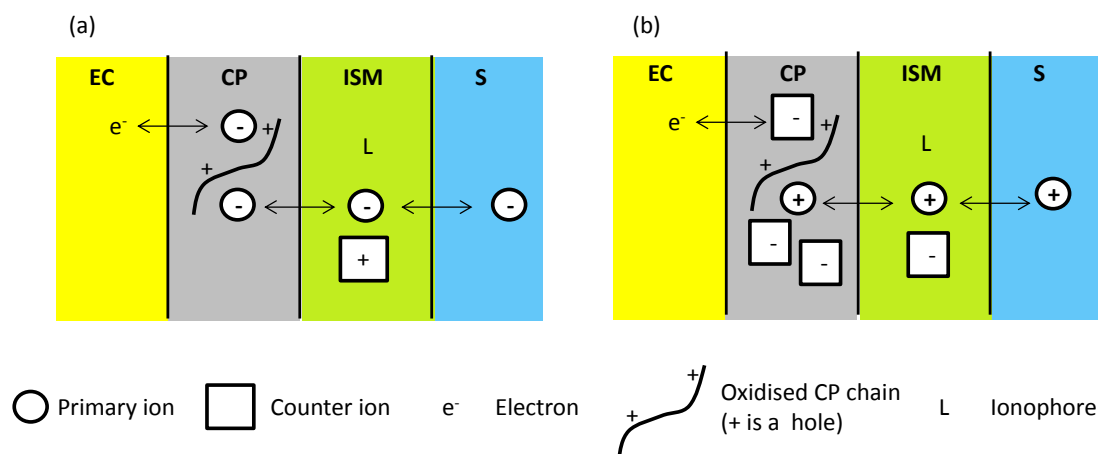 (a)
(b)
EC CP ISM S
EC CP ISM S
e- - + + - L - + -
e- - + + + - - L + - +
Primary ion Counter ion e- Electron + + Oxidised CP chain L Ionophore
(+ is a hole)